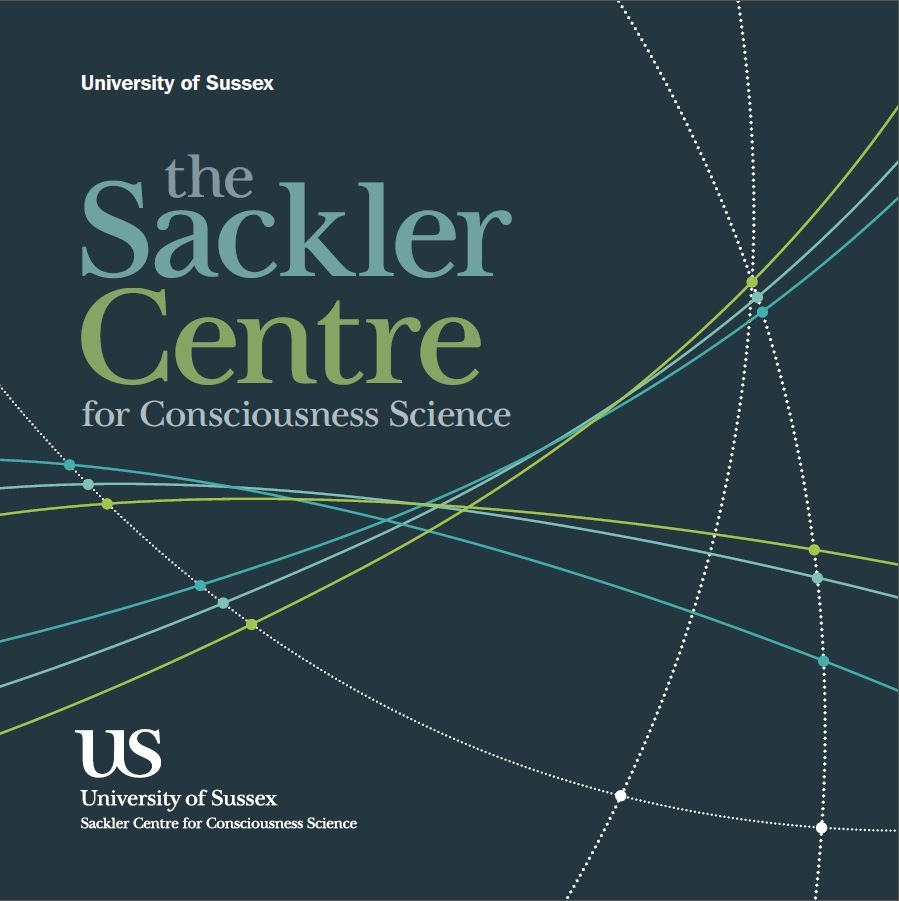 University of Sussex
the
Sackler
Centre
for Consciousness Science
us
University of Sussex
Sackler Centre for Consciousness Science